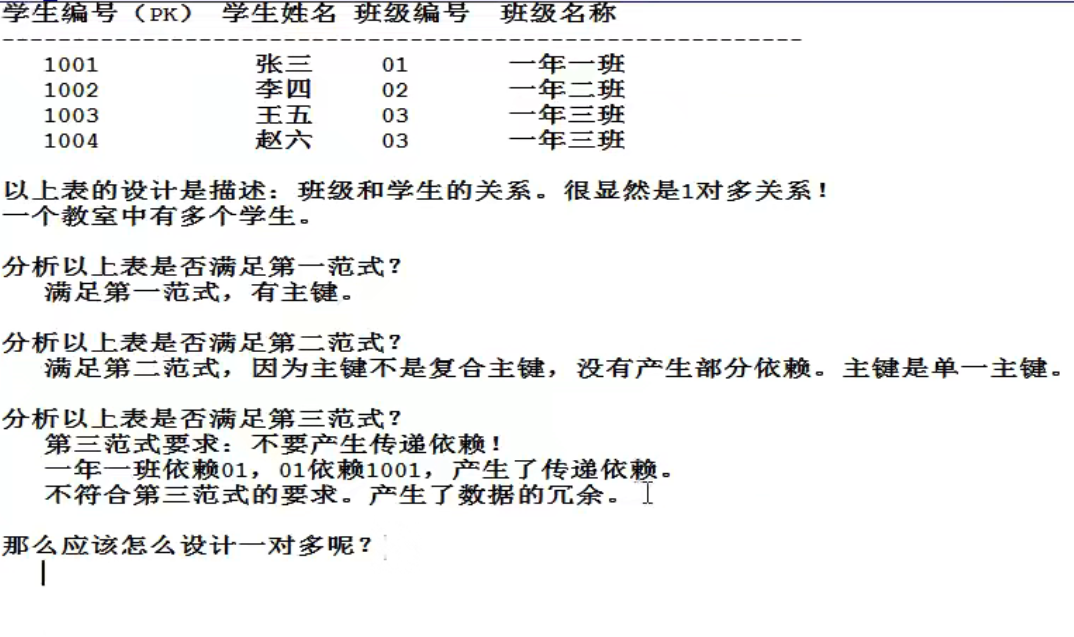 学生编号（PK） 学生姓名 班级编号 班级名称
---------------------------------------------------------
1001 张三 01 一年一班
1002 李四 02 一年二班
1003 王五 03 一年三班
1004 赵六 03 一年三班
以上表的设计是描述：班级和学生的关系。很显然是1对多关系！
一个教室中有多个学生。
分析以上表是否满足第一范式？
满足第一范式，有主键。
分析以上表是否满足第二范式？
满足第二范式，因为主键不是复合主键，没有产生部分依赖。主键是单一主键。
分析以上表是否满足第三范式？
第三范式要求：不要产生传递依赖！
一年一班依赖01，01依赖1001，产生了传递依赖。
不符合第三范式的要求。产生了数据的冗余。
那么应该怎么设计一对多呢？